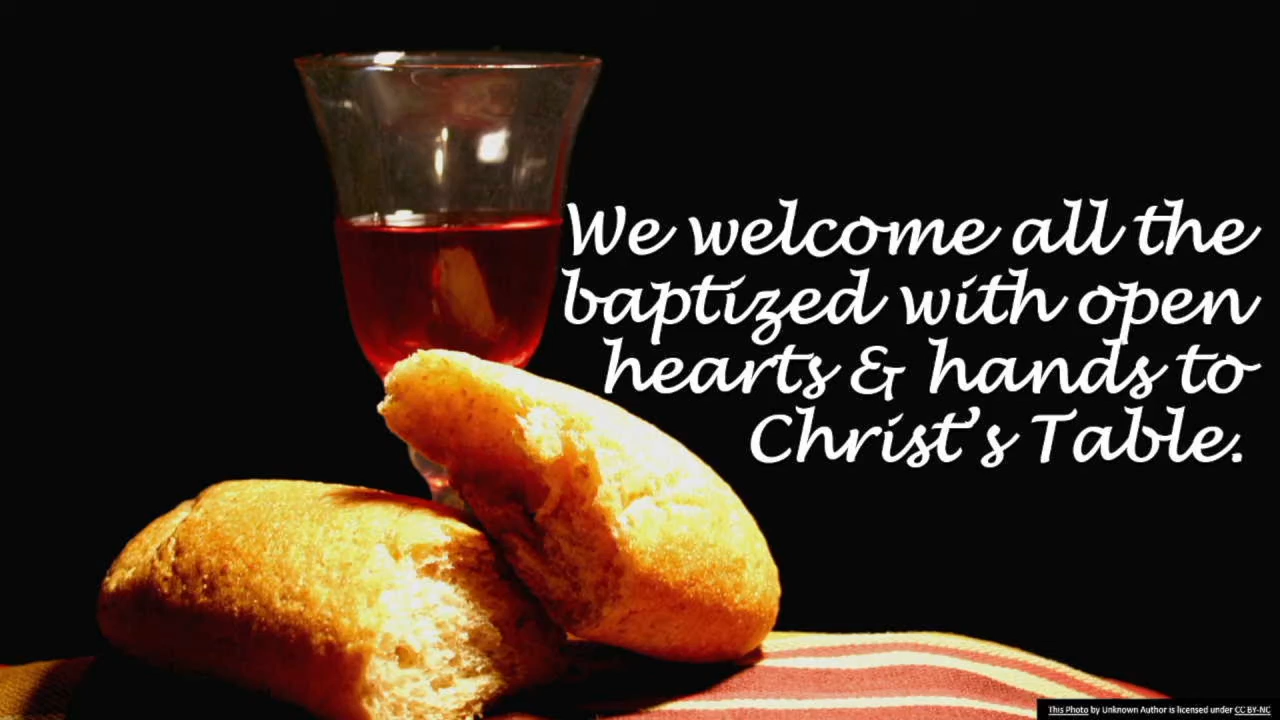 We welcome all the
baptized with open
hearts & hands to
Christ's Table.
This Photo by Unknown Author is licensed under CC BY-NC